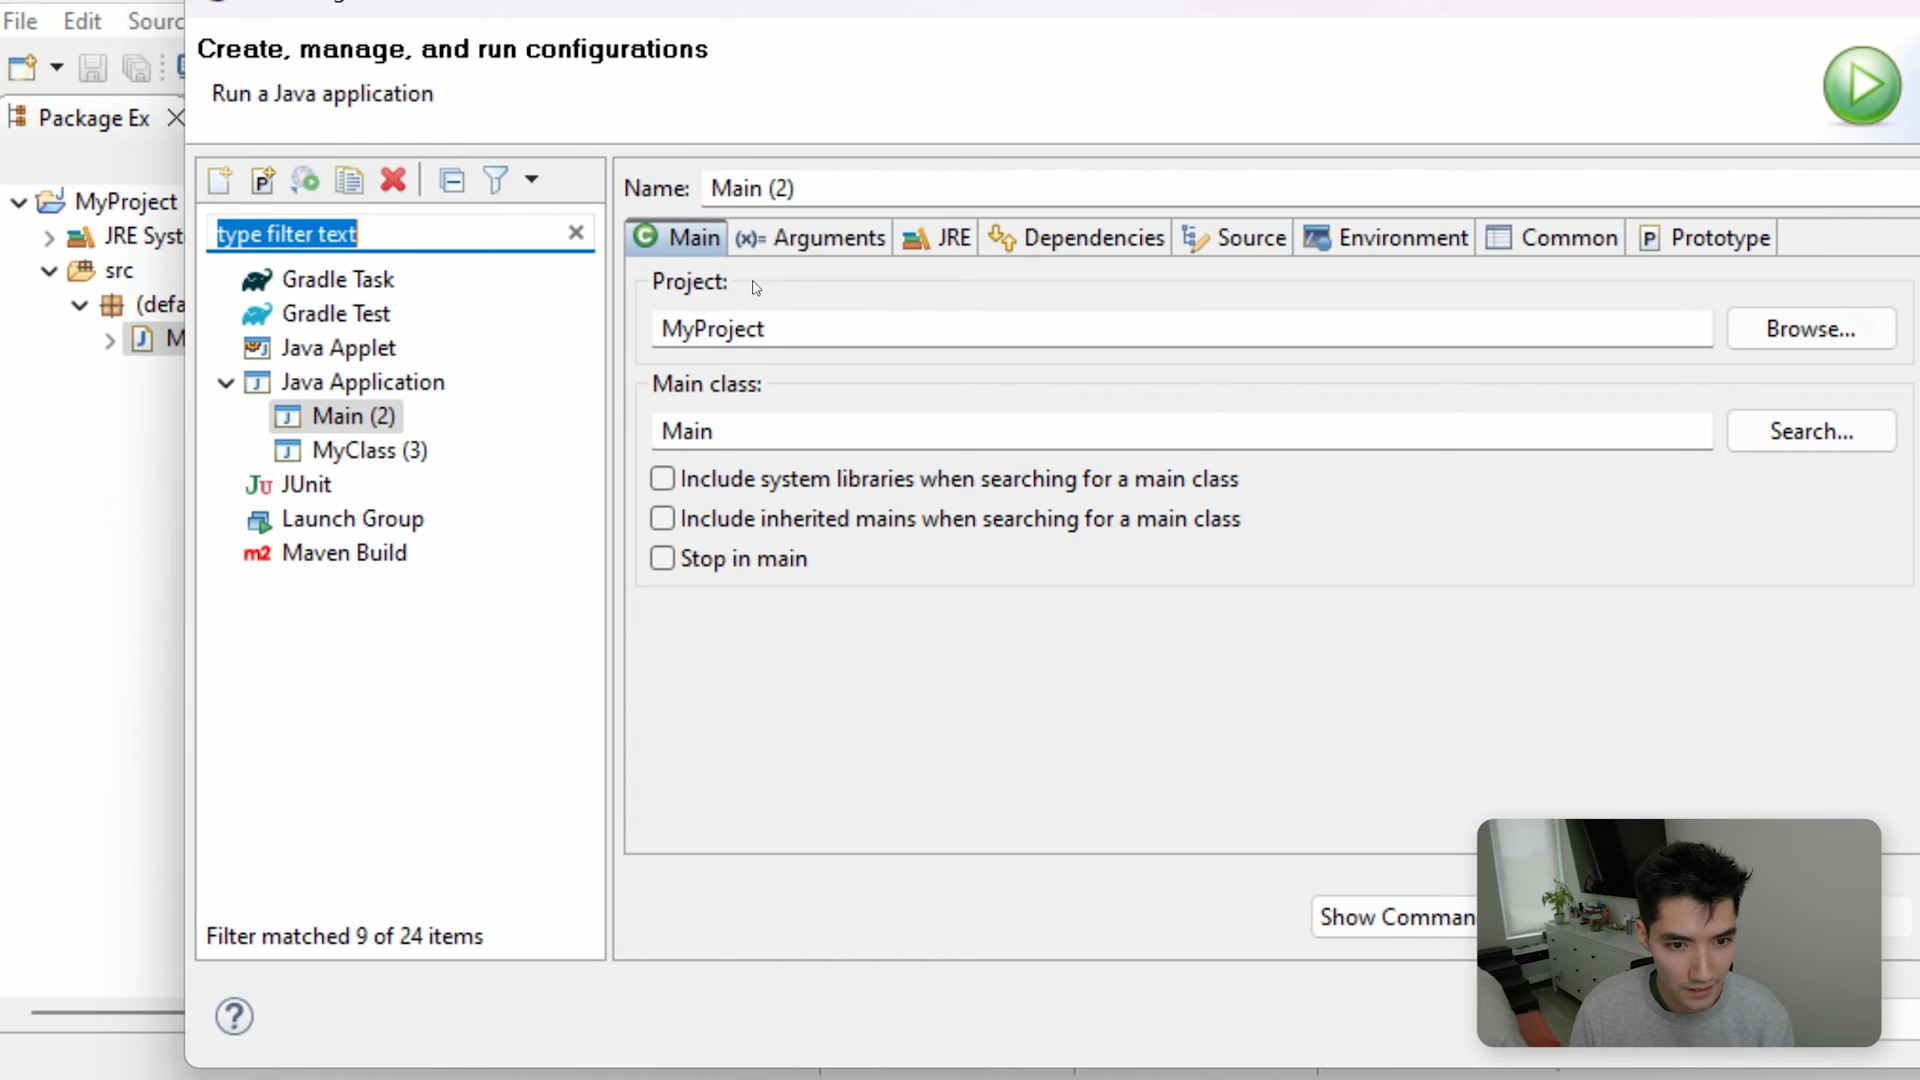 File Edit Sourc
Create, manage, and run configurations
Run a Java application
Package Ex
MyProject
JRE Syst
src
(defa
M
type filter text
Gradle Task
Gradle Test
Java Applet
Java Application
Main (2)
MyClass (3)
JUnit
Launch Group
m2 Maven Build
Filter matched 9 of 24 items
Name: Main (2)
Main (x)= Arguments JRE Dependencies Source Environment Common Prototype
Project:
MyProject Browse...
Main class:
Main Search...
Include system libraries when searching for a main class
Include inherited mains when searching for a main class
Stop in main
Show Comman